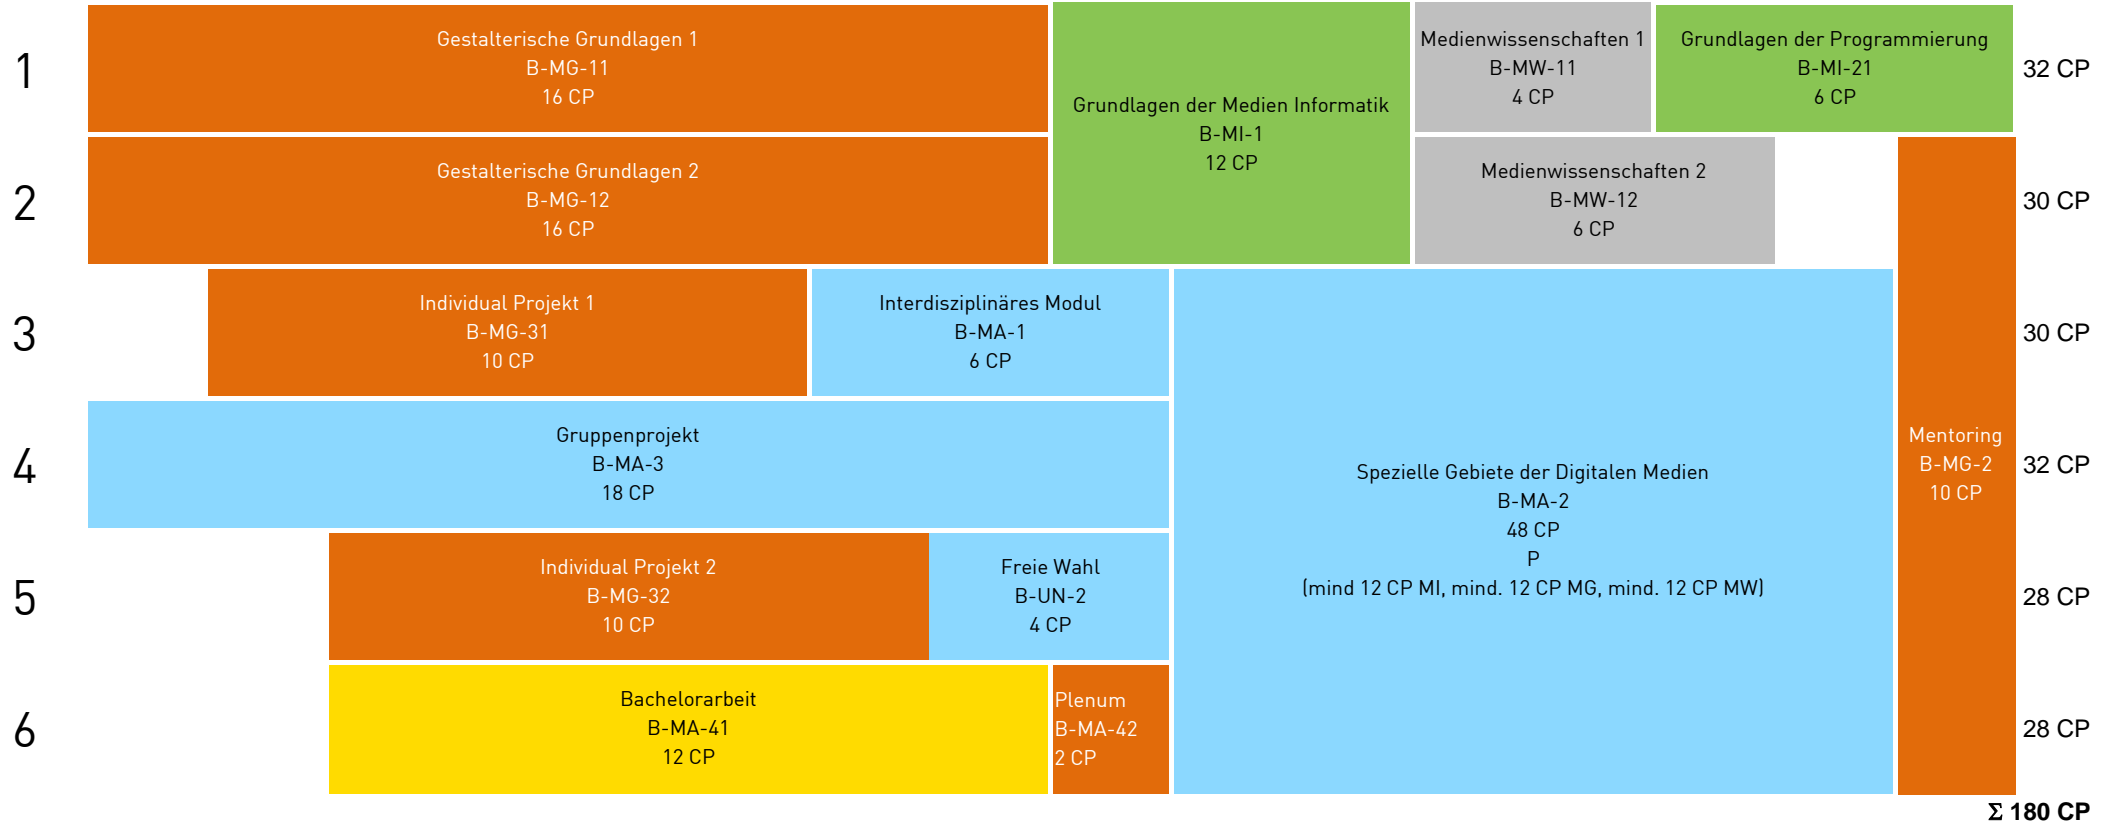 1
Gestalterische Grundlagen 1
B-MG-11
16 CP
Grundlagen der Medien Informatik
B-MI-1
12 CP
Medienwissenschaften 1
B-MW-11
4 CP
Grundlagen der Programmierung
B-MI-21
6 CP
32 CP
2
Gestalterische Grundlagen 2
B-MG-12
16 CP
Medienwissenschaften 2
B-MW-12
6 CP
30 CP
3
Individual Projekt 1
B-MG-31
10 CP
Interdisziplinäres Modul
B-MA-1
6 CP
30 CP
4
Gruppenprojekt
B-MA-3
18 CP
Spezielle Gebiete der Digitalen Medien
B-MA-2
48 CP
P
(mind 12 CP MI, mind. 12 CP MG, mind. 12 CP MW)
Mentoring
B-MG-2
10 CP
32 CP
5
Individual Projekt 2
B-MG-32
10 CP
Freie Wahl
B-UN-2
4 CP
28 CP
6
Bachelorarbeit
B-MA-41
12 CP
Plenum
B-MA-42
2 CP
28 CP
Σ 180 CP